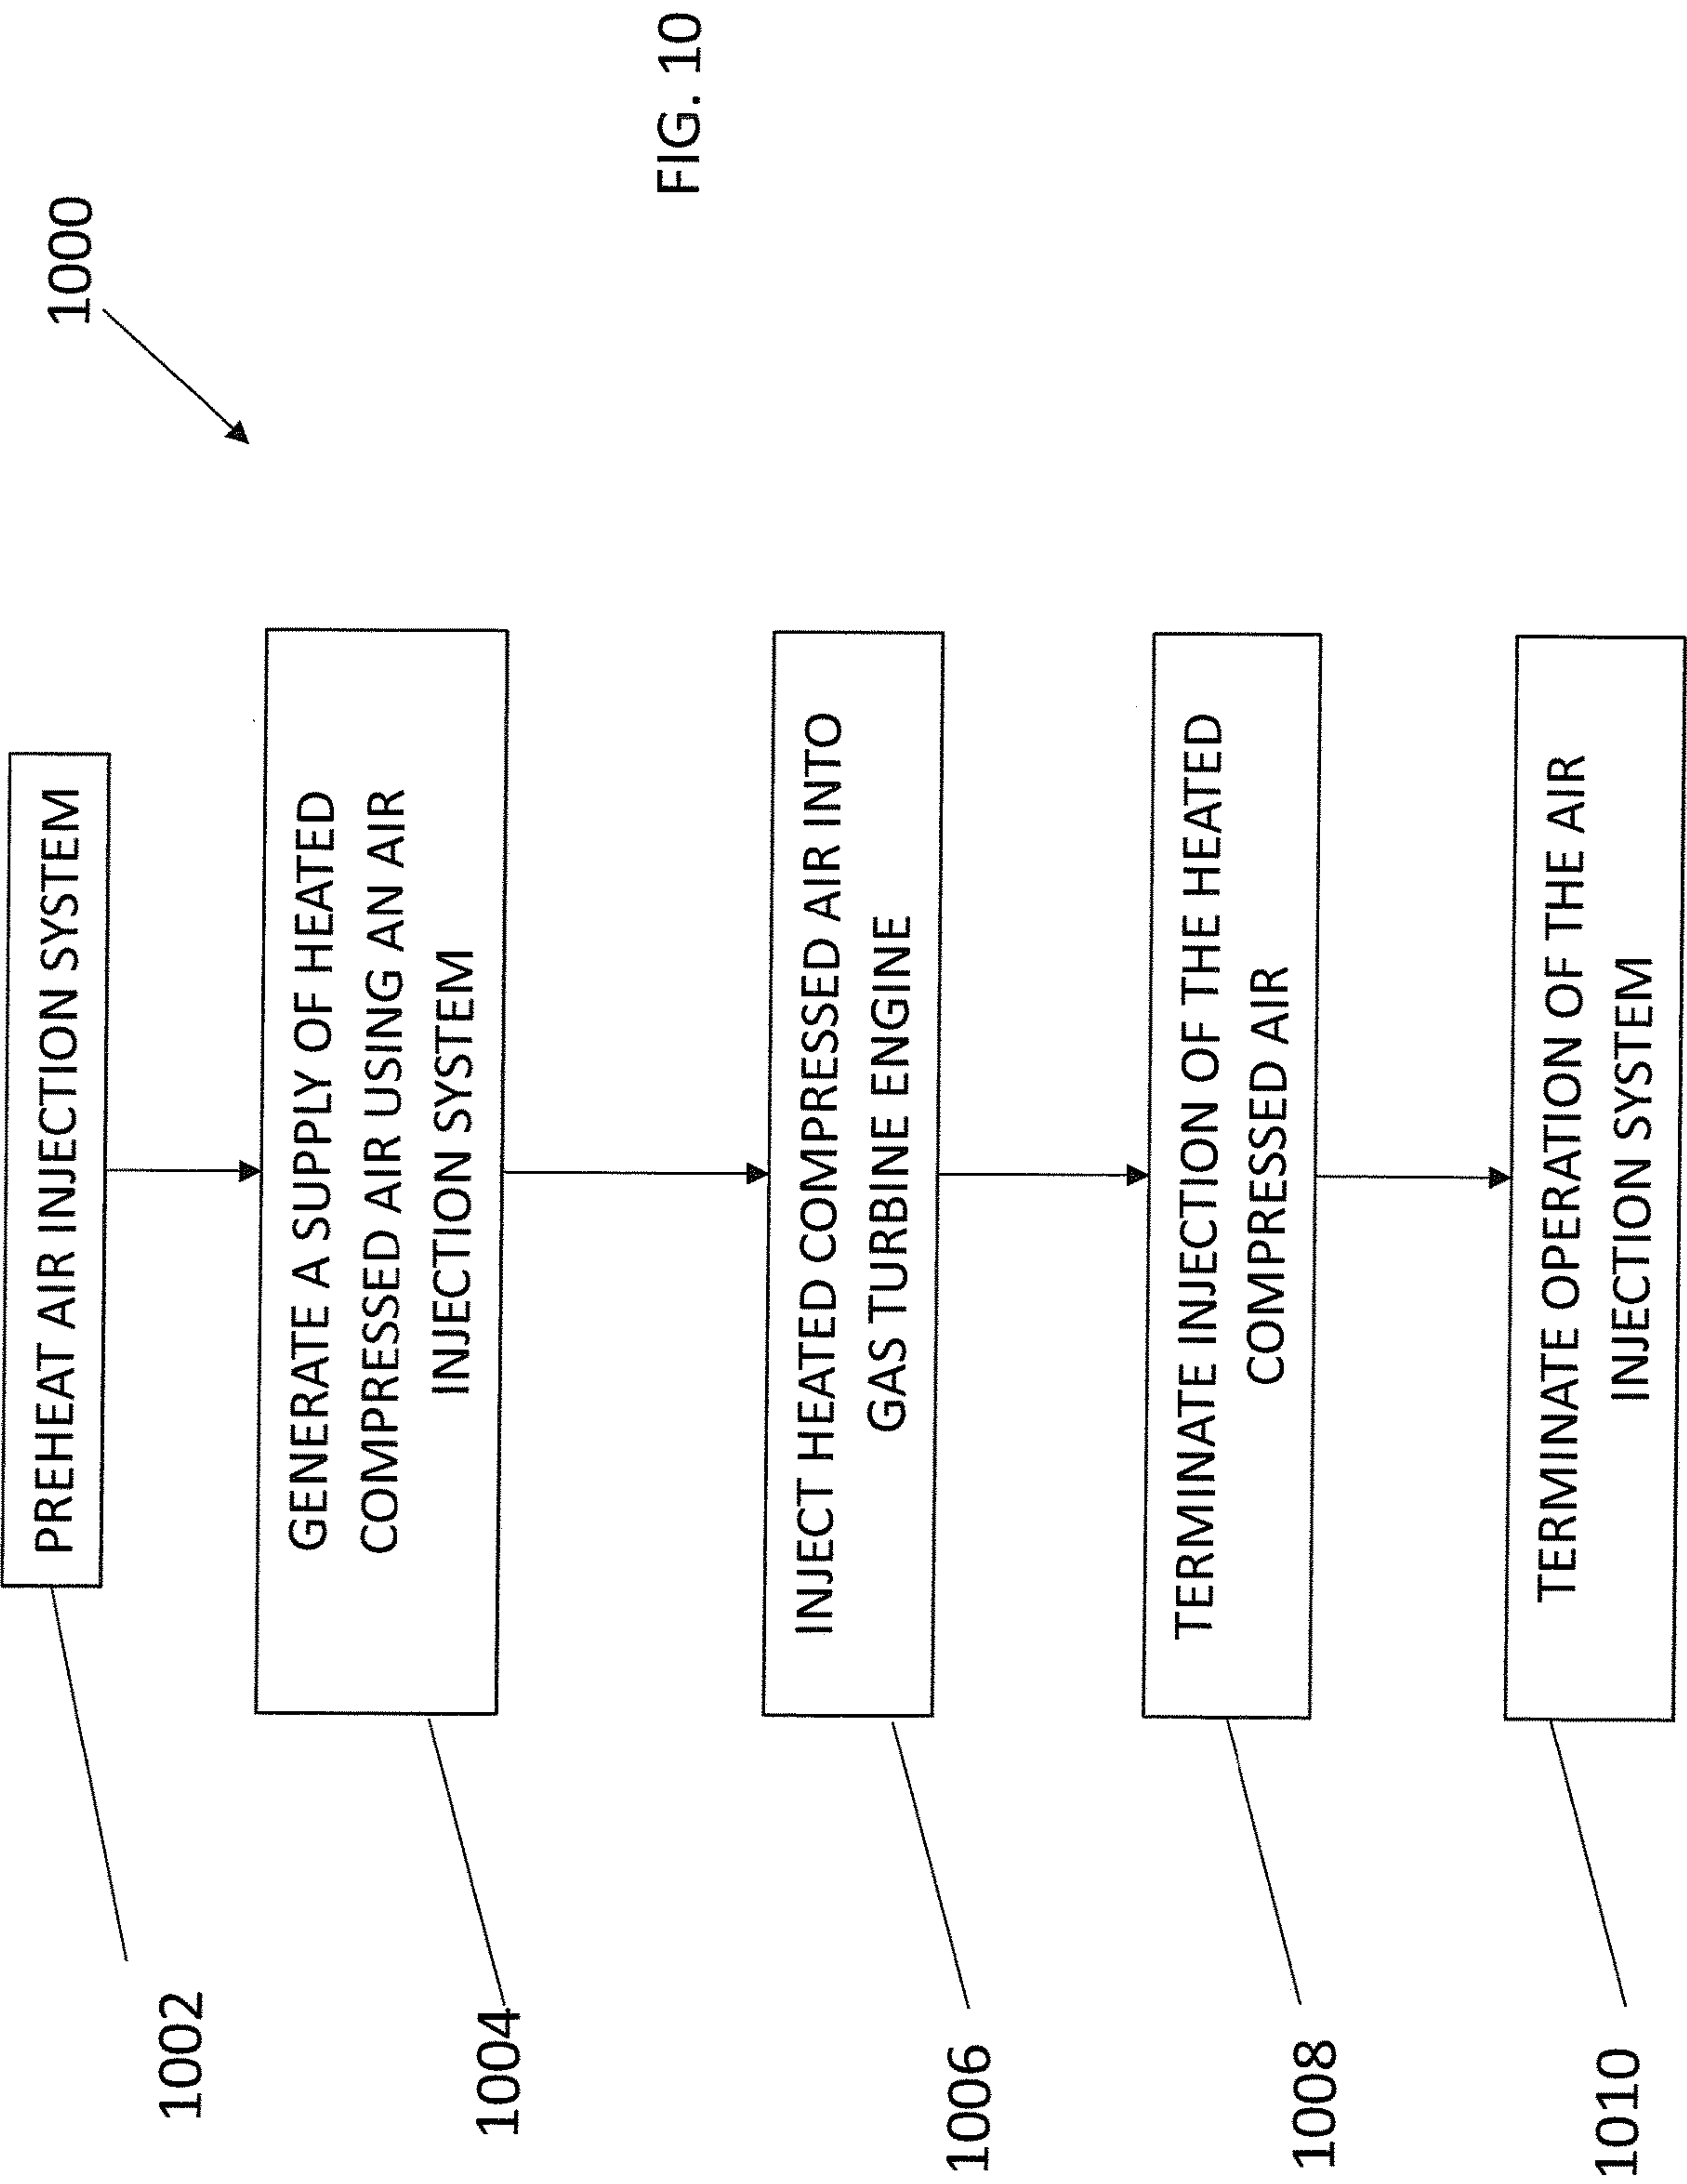 1000
1002
PREHEAT AIR INJECTION SYSTEM
1004
GENERATE A SUPPLY OF HEATED
COMPRESSED AIR USING AN AIR
INJECTION SYSTEM
1006
INJECT HEATED COMPRESSED AIR INTO
GAS TURBINE ENGINE
1008
TERMINATE INJECTION OF THE HEATED
COMPRESSED AIR
1010
TERMINATE OPERATION OF THE AIR
INJECTION SYSTEM
FIG. 10